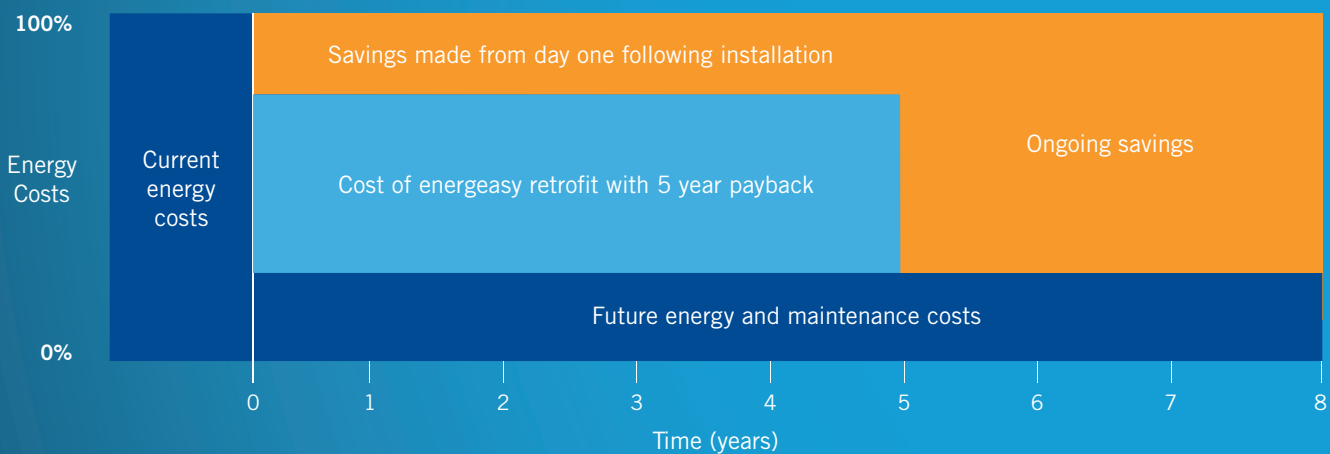 100%
Savings made from day one following installation
Energy
Costs
Current
energy
costs
Cost of energeasy retrofit with 5 year payback
Ongoing savings
Future energy and maintenance costs
0%
0 1 2 3 4 5 6 7 8
Time (years)